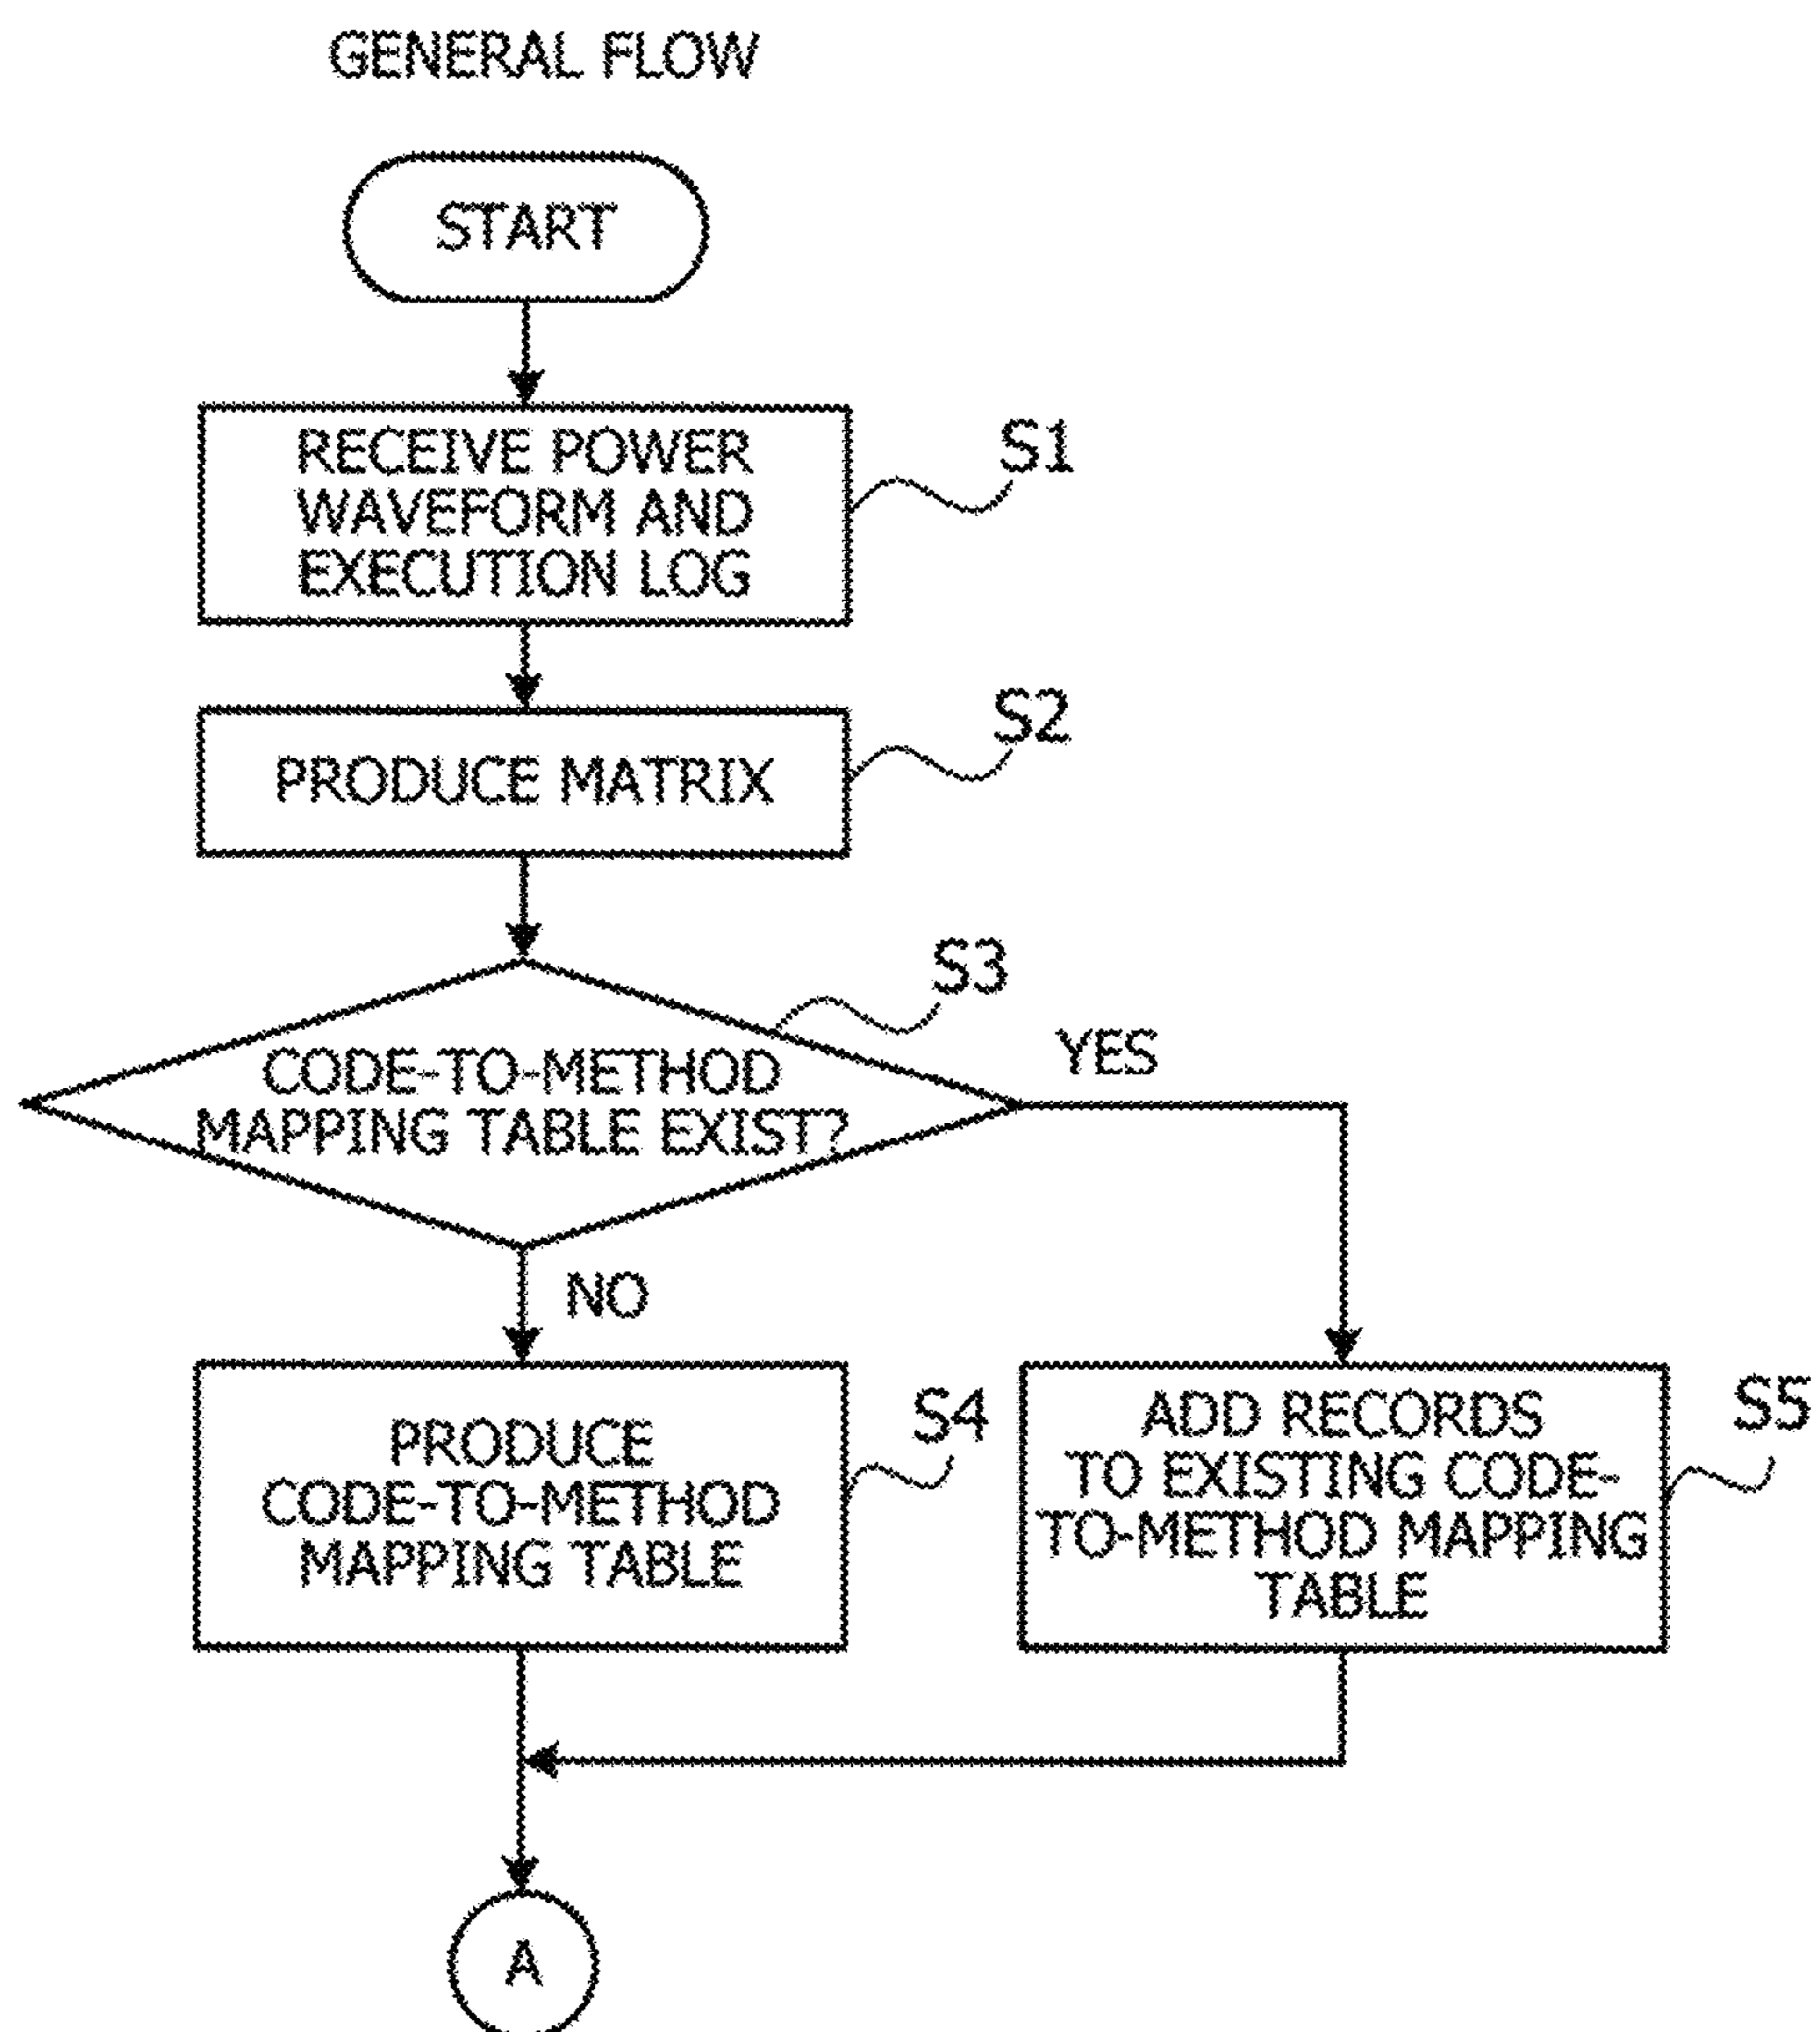 GENERAL FLOW
START
RECEIVE POWER
WAVEFORM AND
EXECUTION LOG
S1
PRODUCE MATRIX
S2
S3
CODE-TO-METHOD
MAPPING TABLE EXIST?
YES
NO
PRODUCE
CODE-TO-METHOD
MAPPING TABLE
S4
ADD RECORDS
TO EXISTING CODE-
TO-METHOD MAPPING
TABLE
S5
A